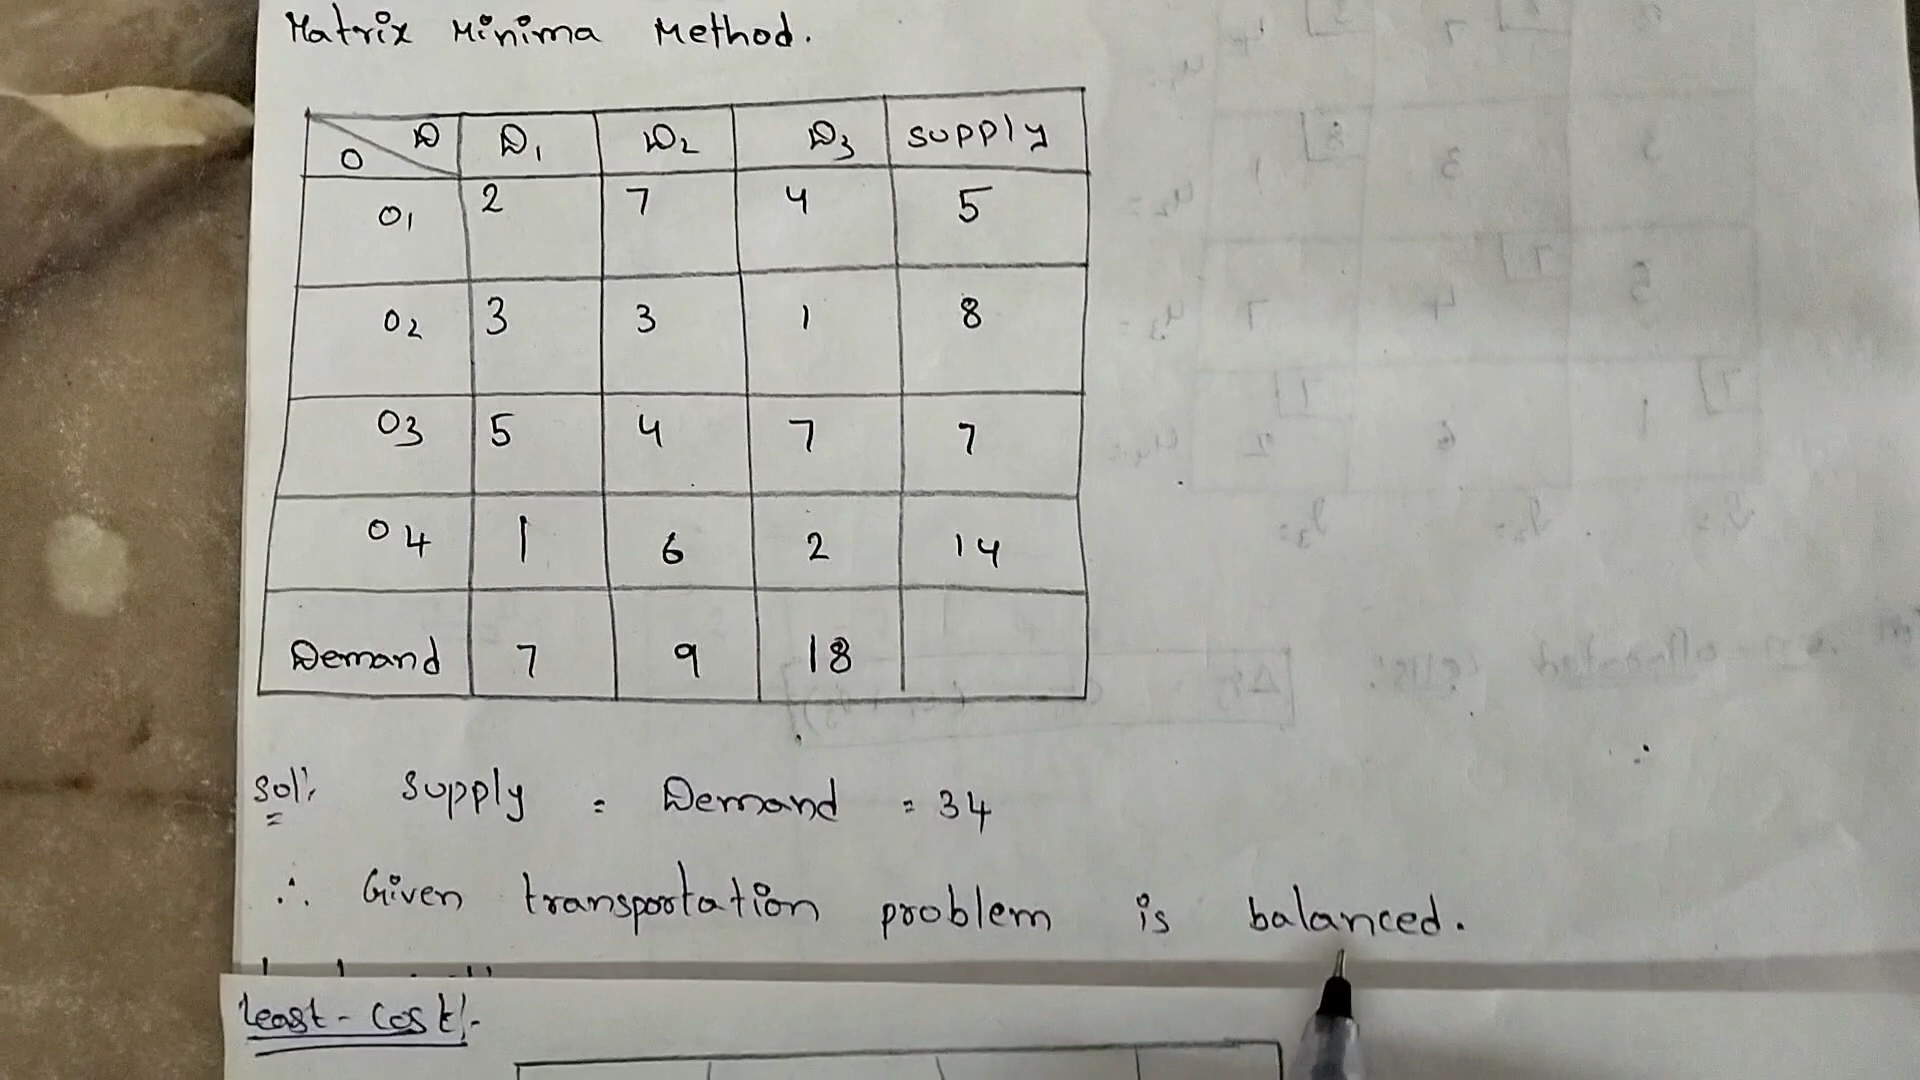 Matrix Minima Method.
O D D1 D2 D3 supply
O1 2 7 4 5
O2 3 3 1 8
O3 5 4 7 7
O4 1 6 2 14
Demand 7 9 18
Sol: Supply = Demand = 34
∴ Given transportation problem is balanced.
Least-Cost:-